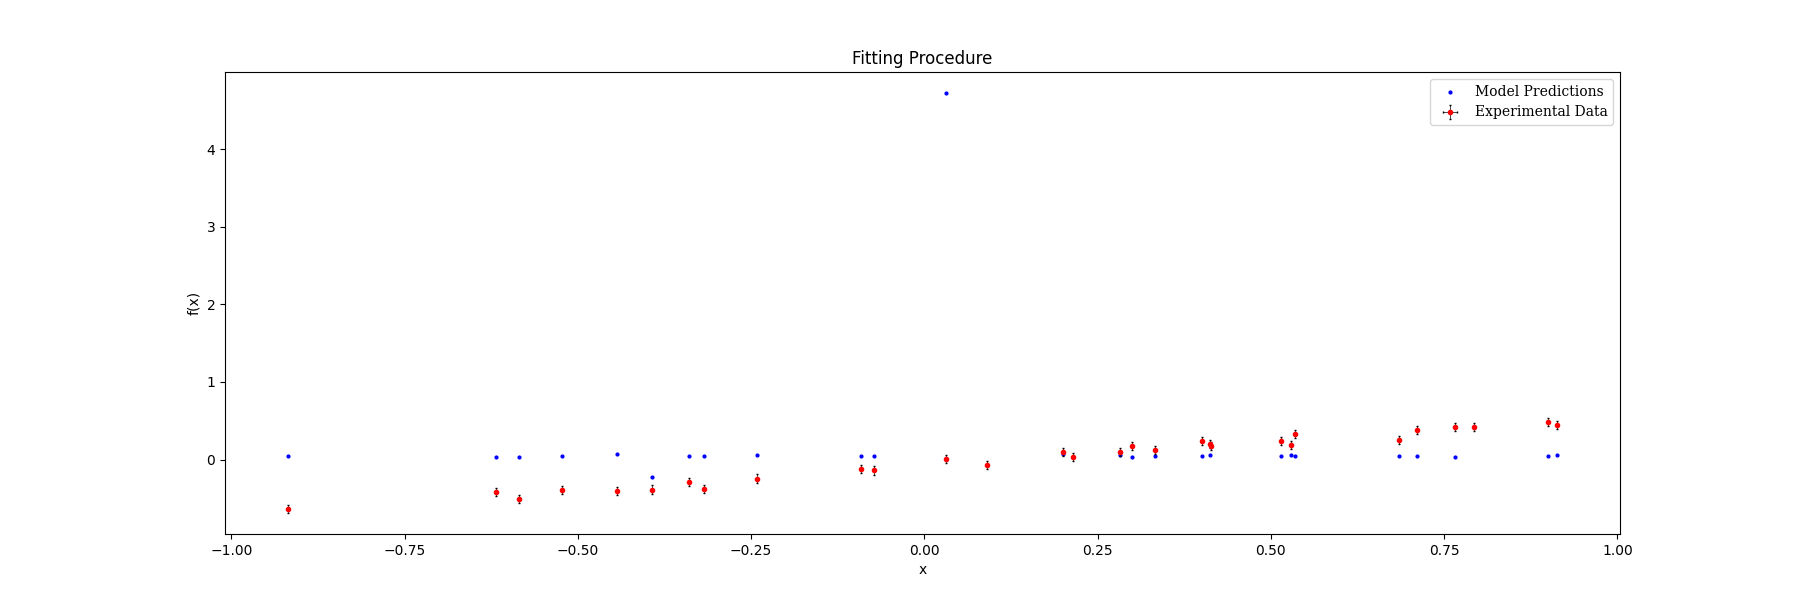 Fitting Procedure
Model Predictions
Experimental Data
f(x)
4
3
2
1
0
−1.00 −0.75 −0.50 −0.25 0.00 0.25 0.50 0.75 1.00
x